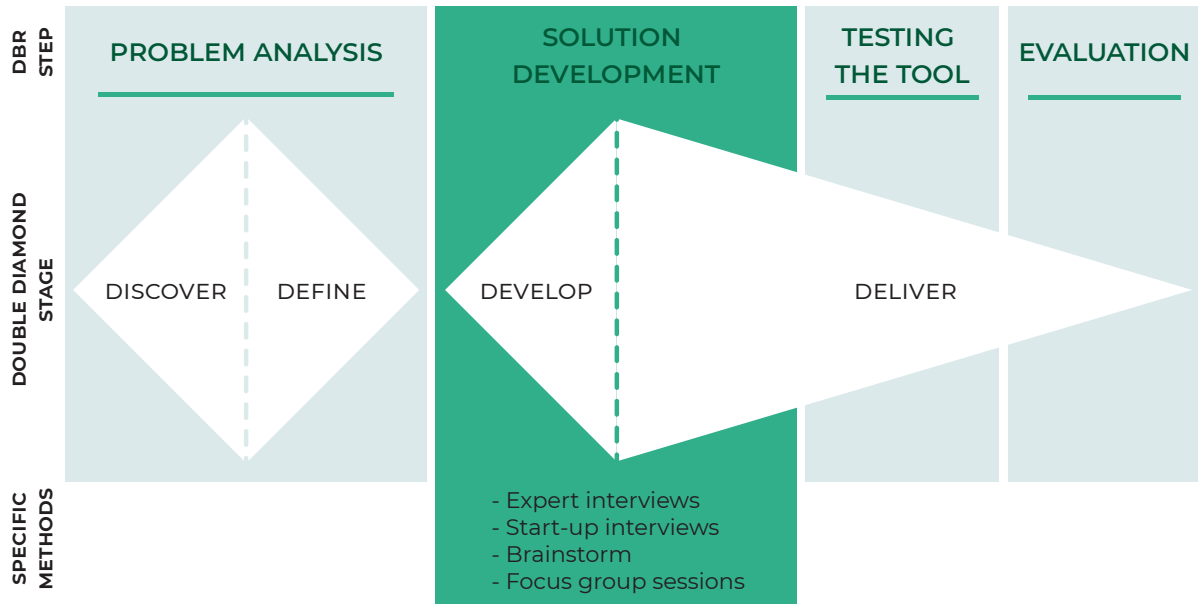 DBR
STEP
PROBLEM ANALYSIS
SOLUTION
DEVELOPMENT
TESTING
THE TOOL
EVALUATION
DOUBLE DIAMOND
STAGE
DISCOVER
DEFINE
DEVELOP
DELIVER
SPECIFIC
METHODS
- Expert interviews
- Start-up interviews
- Brainstorm
- Focus group sessions